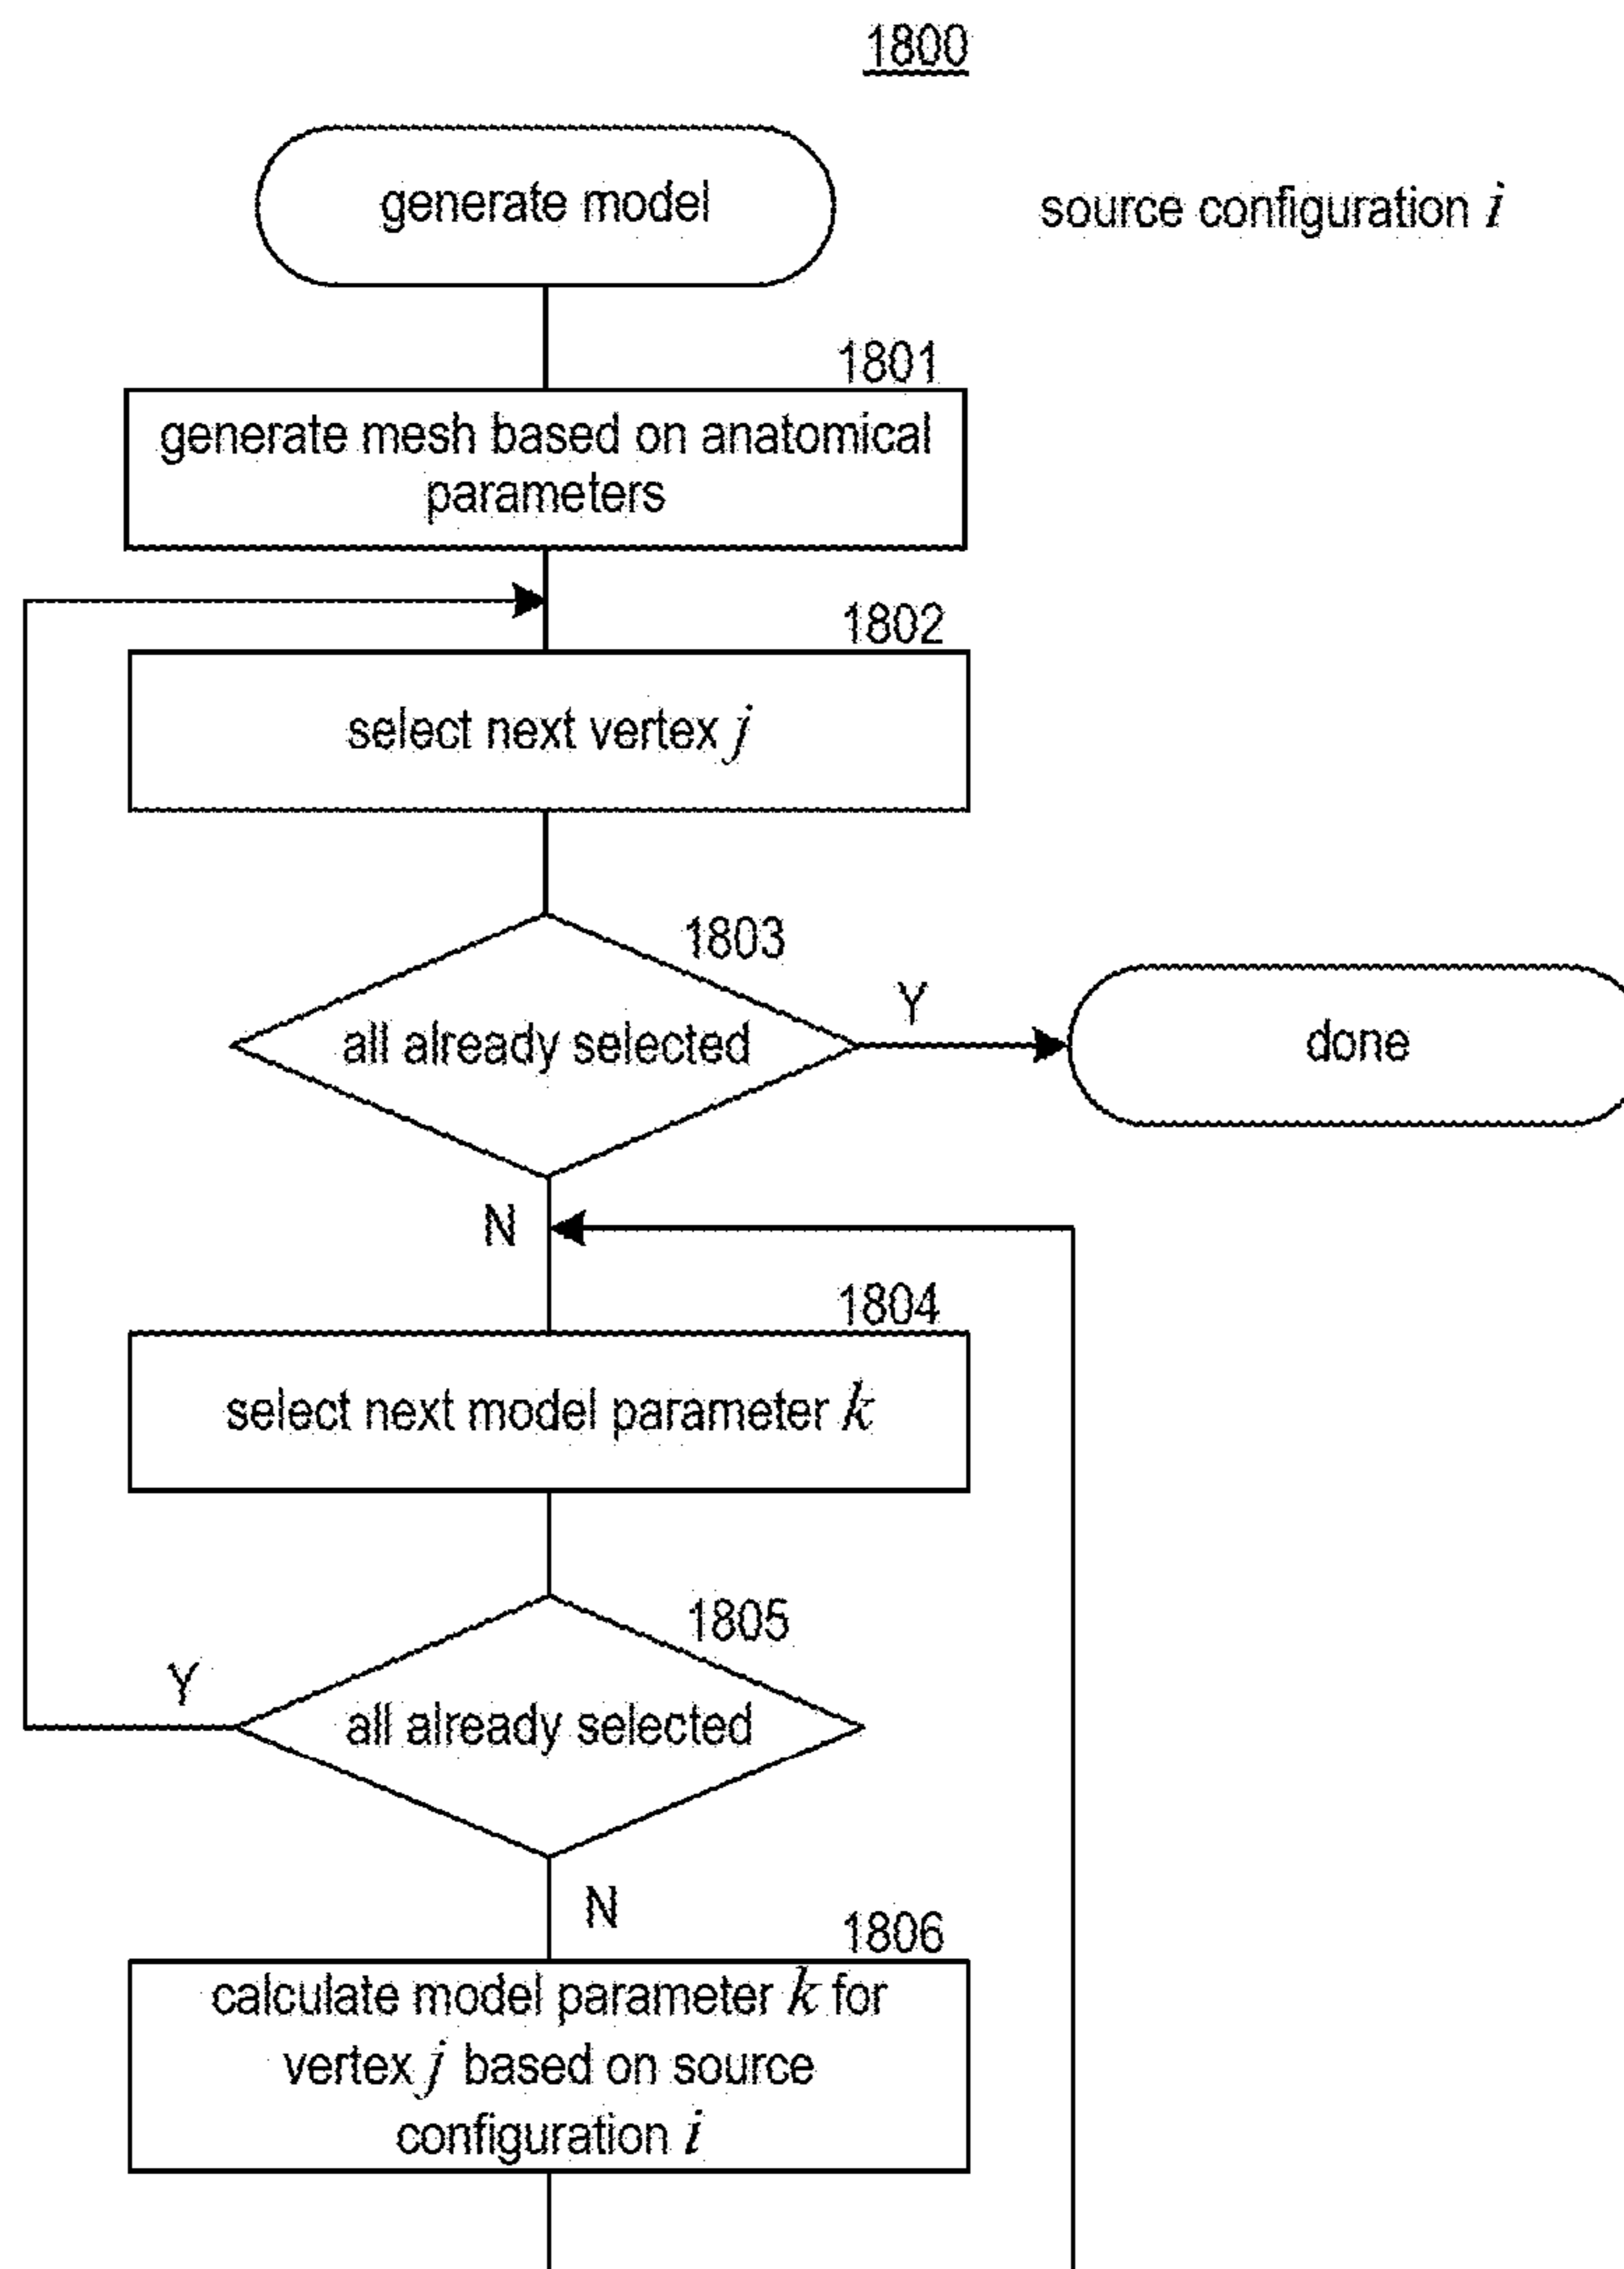 1800
generate model
source configuration i
1801
generate mesh based on anatomical
parameters
1802
select next vertex j
1803
all already selected
Y
done
N
1804
select next model parameter k
1805
Y
all already selected
N
1806
calculate model parameter k for
vertex j based on source
configuration i